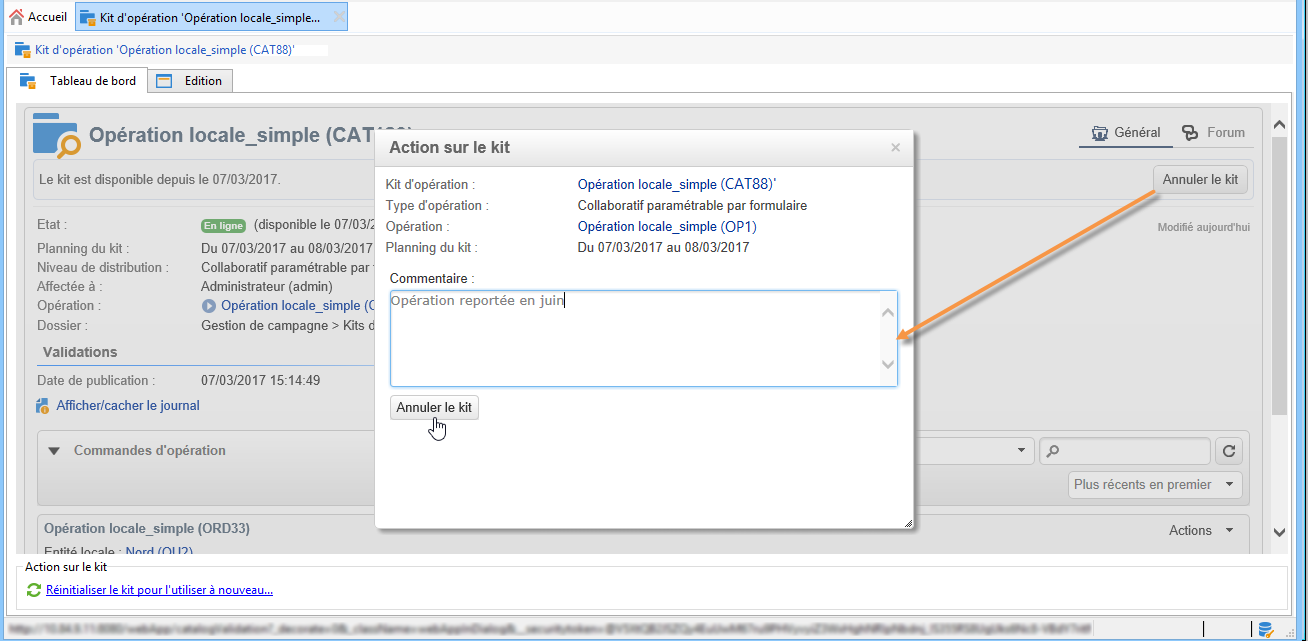 Accueil
Kit d'opération 'Opération locale_simple...
Kit d'opération 'Opération locale_simple (CAT88)'
Tableau de bord
Edition
Opération locale_simple
Général
Forum
Le kit est disponible depuis le 07/03/2017.
Annuler le kit
Etat :
En ligne (disponible le 07/03/2
Modifié aujourd'hui
Planning du kit :
Du 07/03/2017 au 08/03/2017
Niveau de distribution :
Collaboratif paramétrable par
Affectée à :
Administrateur (admin)
Opération :
Opération locale_simple (
Dossier :
Gestion de campagne > Kits d
Validations
Date de publication :
07/03/2017 15:14:49
Afficher/cacher le journal
Commandes d'opération
Plus récents en premier
Opération locale_simple (ORD33)
Actions
Entité locale : Nord (OU2)
Action sur le kit
Kit d'opération :
Opération locale_simple (CAT88)'
Type d'opération :
Collaboratif paramétrable par formulaire
Opération :
Opération locale_simple (OP1)
Planning du kit :
Du 07/03/2017 au 08/03/2017
Commentaire :
Opération reportée en juin
Annuler le kit
Action sur le kit
Réinitialiser le kit pour l'utiliser à nouveau...